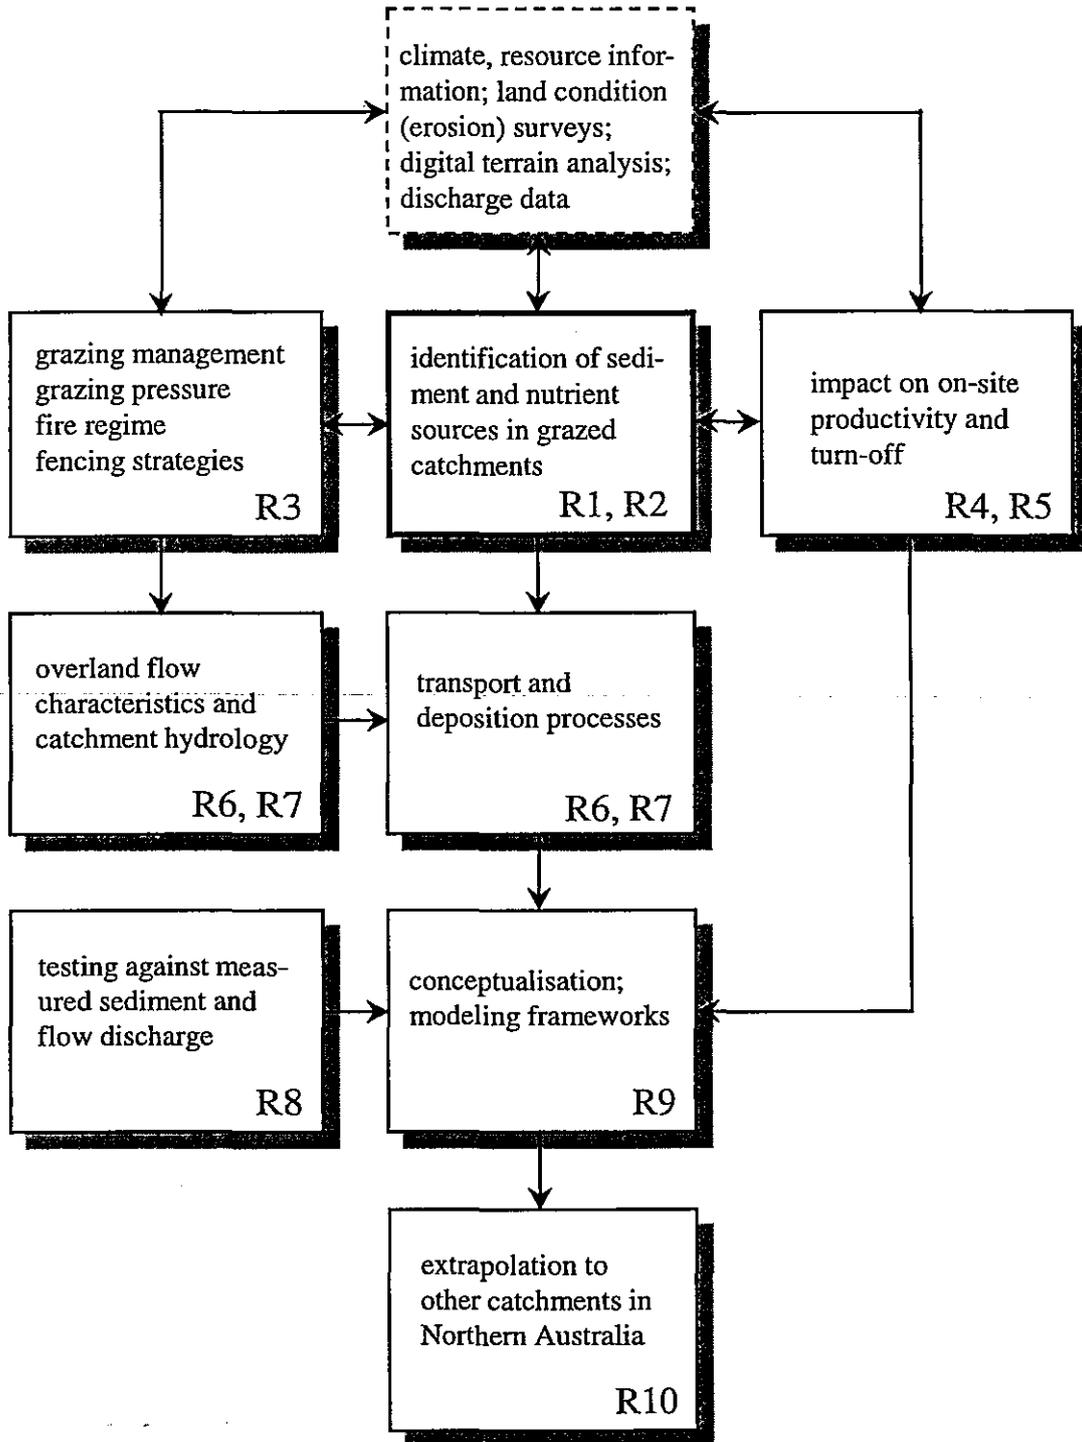 climate, resource infor-
mation; land condition
(erosion) surveys;
digital terrain analysis;
discharge data
grazing management
grazing pressure
fire regime
fencing strategies
R3
identification of sedi-
ment and nutrient
sources in grazed
catchments
R1, R2
impact on on-site
productivity and
turn-off
R4, R5
overland flow
characteristics and
catchment hydrology
R6, R7
transport and
deposition processes
R6, R7
testing against meas-
ured sediment and
flow discharge
R8
conceptualisation;
modeling frameworks
R9
extrapolation to
other catchments in
Northern Australia
R10